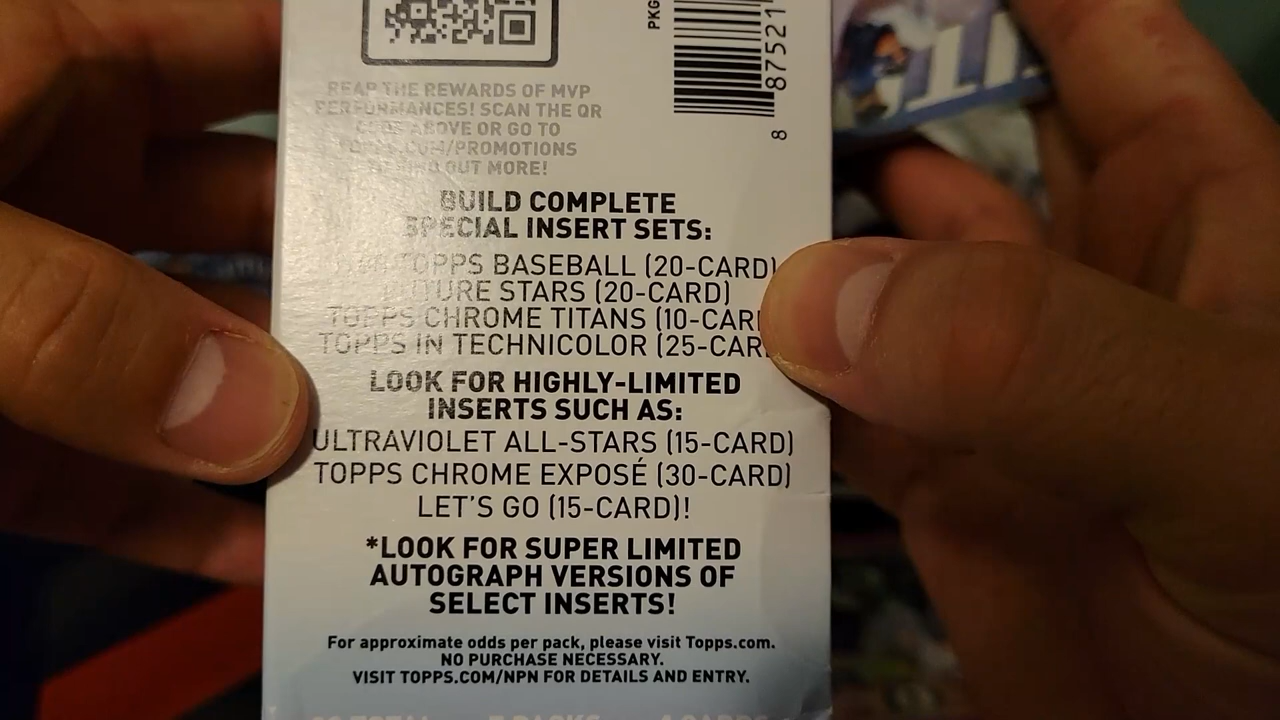 PKG
8 87521
REAP THE REWARDS OF MVP
PERFORMANCES! SCAN THE QR
CODE ABOVE OR GO TO
TOPPS.COM/PROMOTIONS
TO FIND OUT MORE!
BUILD COMPLETE
SPECIAL INSERT SETS:
TOPPS BASEBALL (20-CARD)
FUTURE STARS (20-CARD)
TOPPS CHROME TITANS (10-CARD
TOPPS IN TECHNICOLOR (25-CAR
LOOK FOR HIGHLY-LIMITED
INSERTS SUCH AS:
ULTRAVIOLET ALL-STARS (15-CARD)
TOPPS CHROME EXPOSÉ (30-CARD)
LET'S GO (15-CARD)!
*LOOK FOR SUPER LIMITED
AUTOGRAPH VERSIONS OF
SELECT INSERTS!
For approximate odds per pack, please visit Topps.com.
NO PURCHASE NECESSARY.
VISIT TOPPS.COM/NPN FOR DETAILS AND ENTRY.